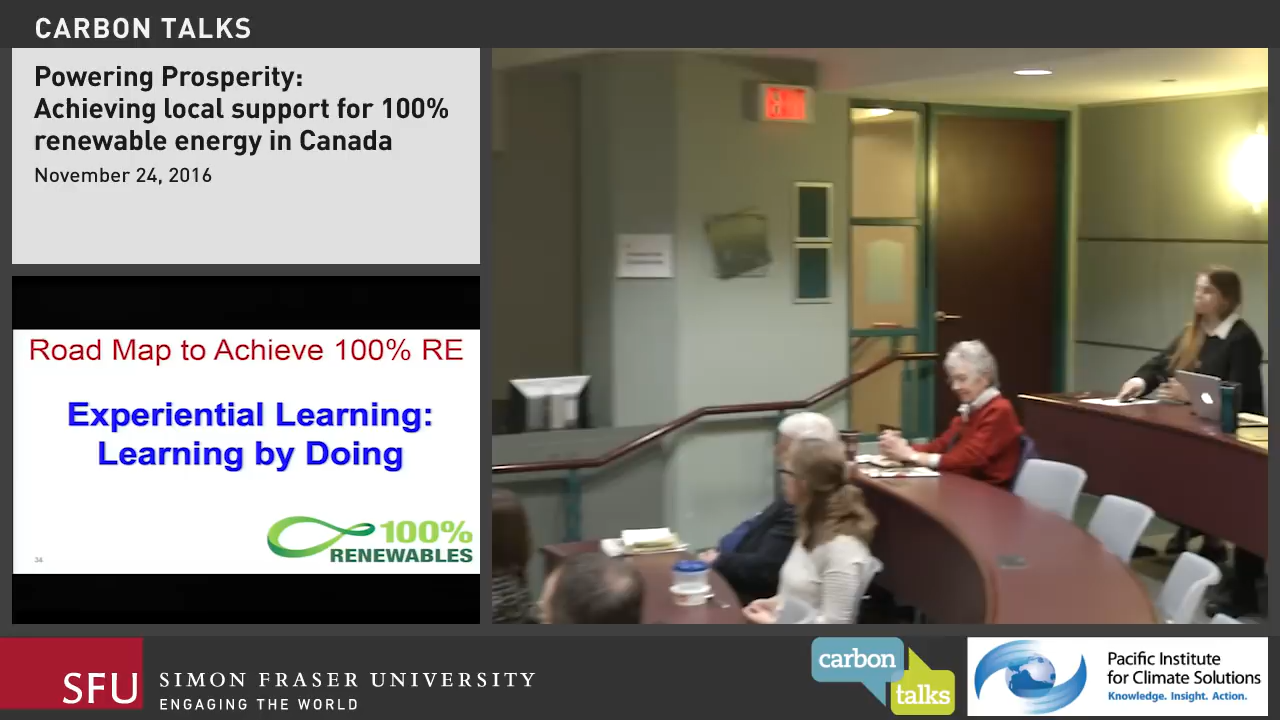 CARBON TALKS
Powering Prosperity:
Achieving local support for 100%
renewable energy in Canada
November 24, 2016
EXIT
Road Map to Achieve 100% RE
Experiential Learning:
Learning by Doing
100%
RENEWABLES
34
SFU
SIMON FRASER UNIVERSITY
ENGAGING THE WORLD
carbon
talks
Pacific Institute
for Climate Solutions
Knowledge. Insight. Action.